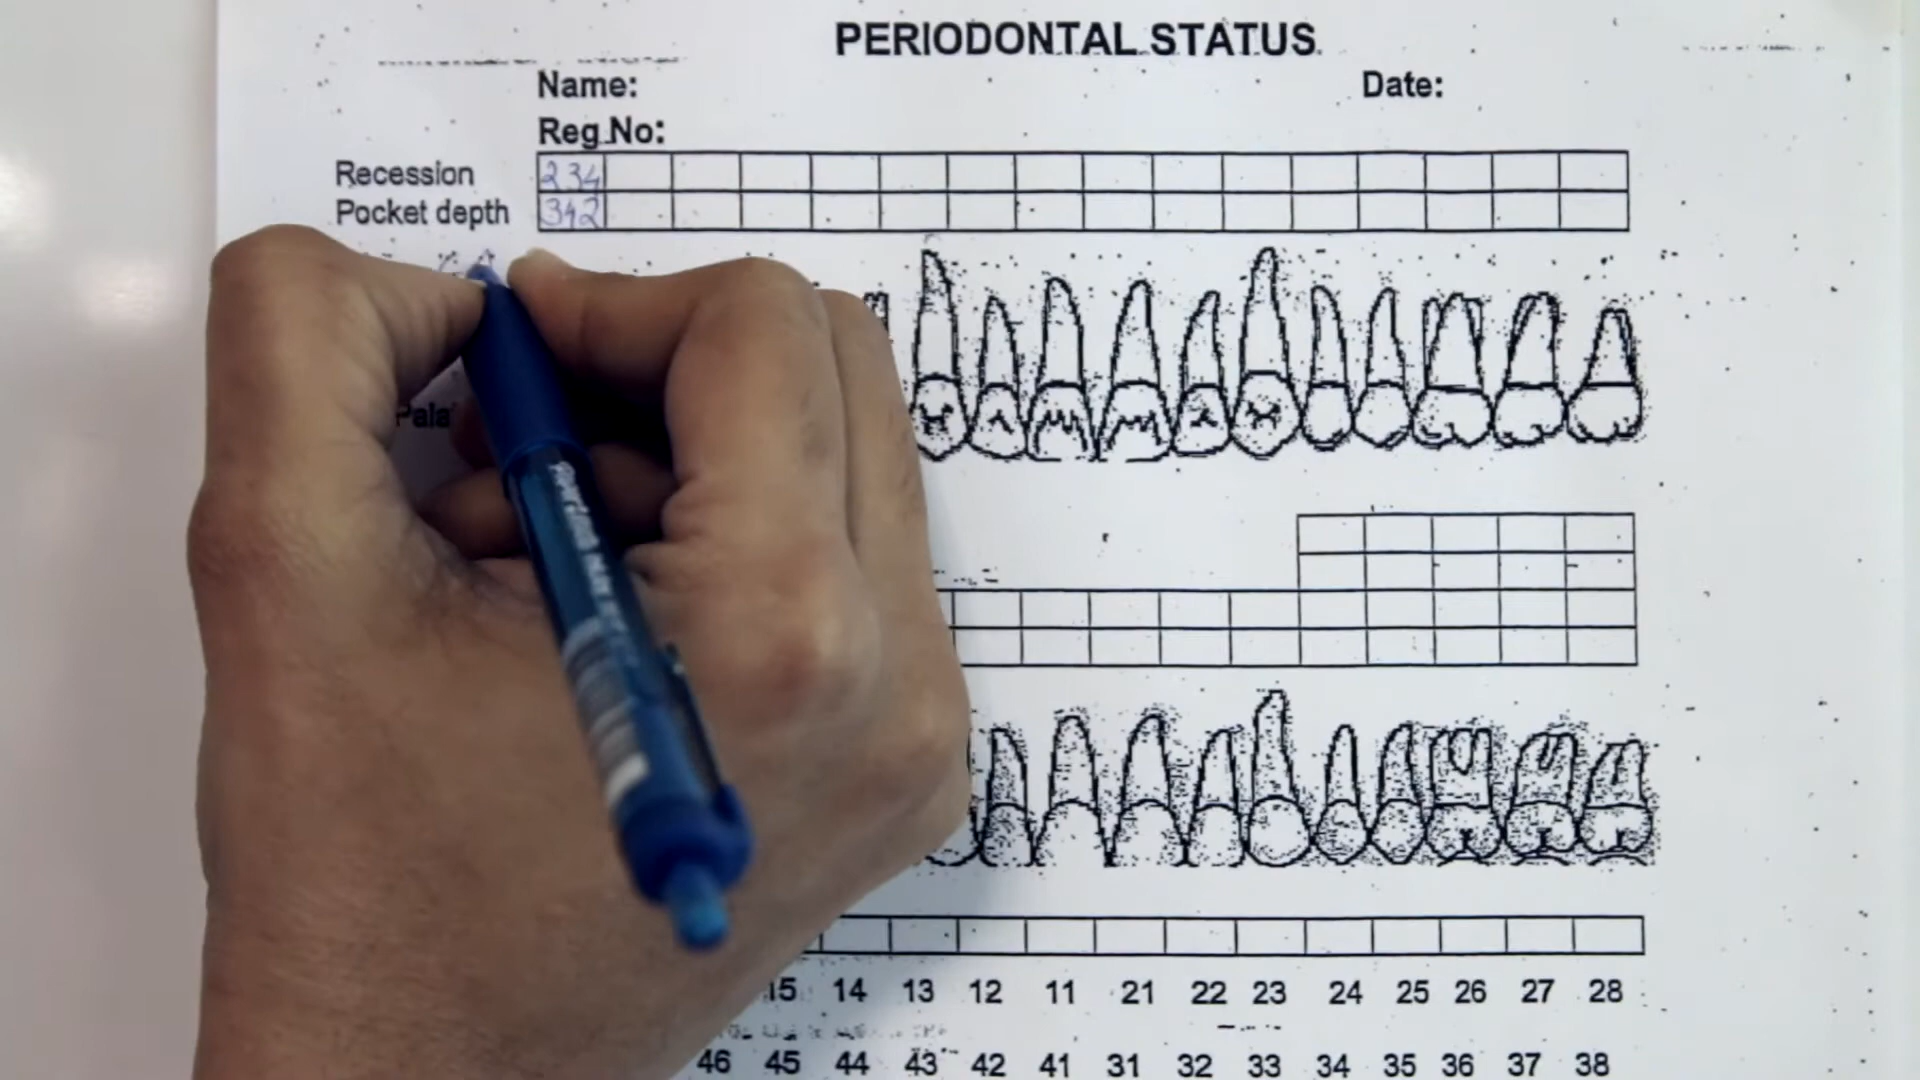 PERIODONTAL STATUS
Name: Date:
Reg No:
Recession 234
Pocket depth 342
Pala
15 14 13 12 11 21 22 23 24 25 26 27 28
46 45 44 43 42 41 31 32 33 34 35 36 37 38